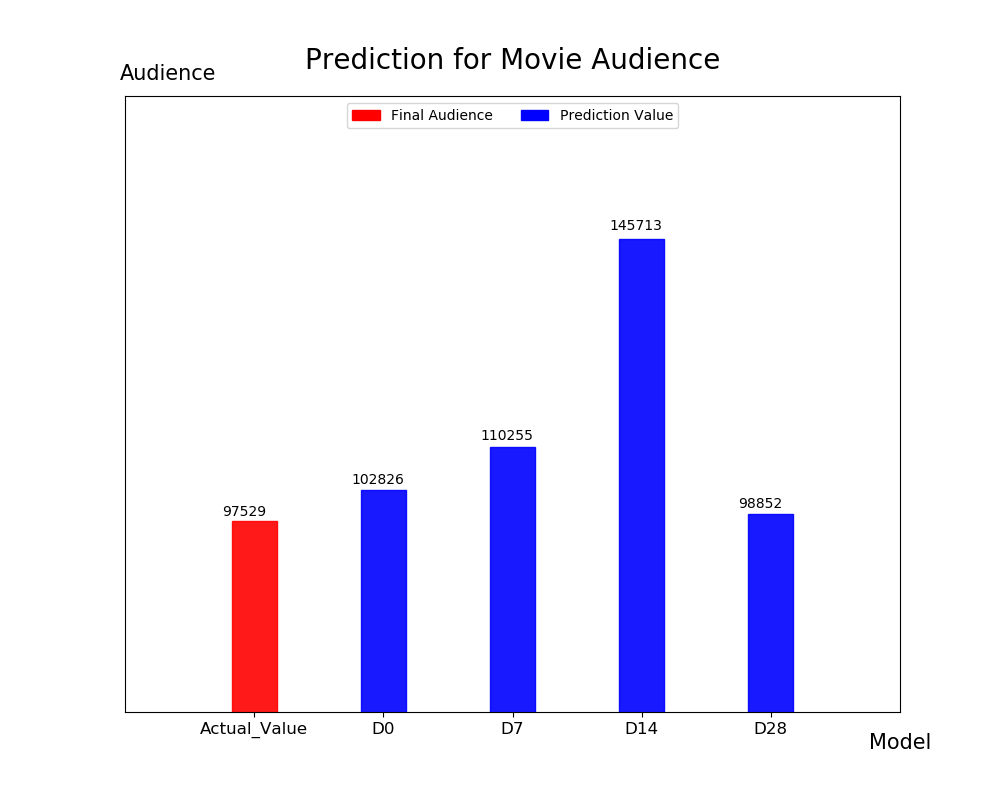 Prediction for Movie Audience
Audience
Final Audience
Prediction Value
145713
110255
102826
98852
97529
Actual_Value
D0
D7
D14
D28
Model